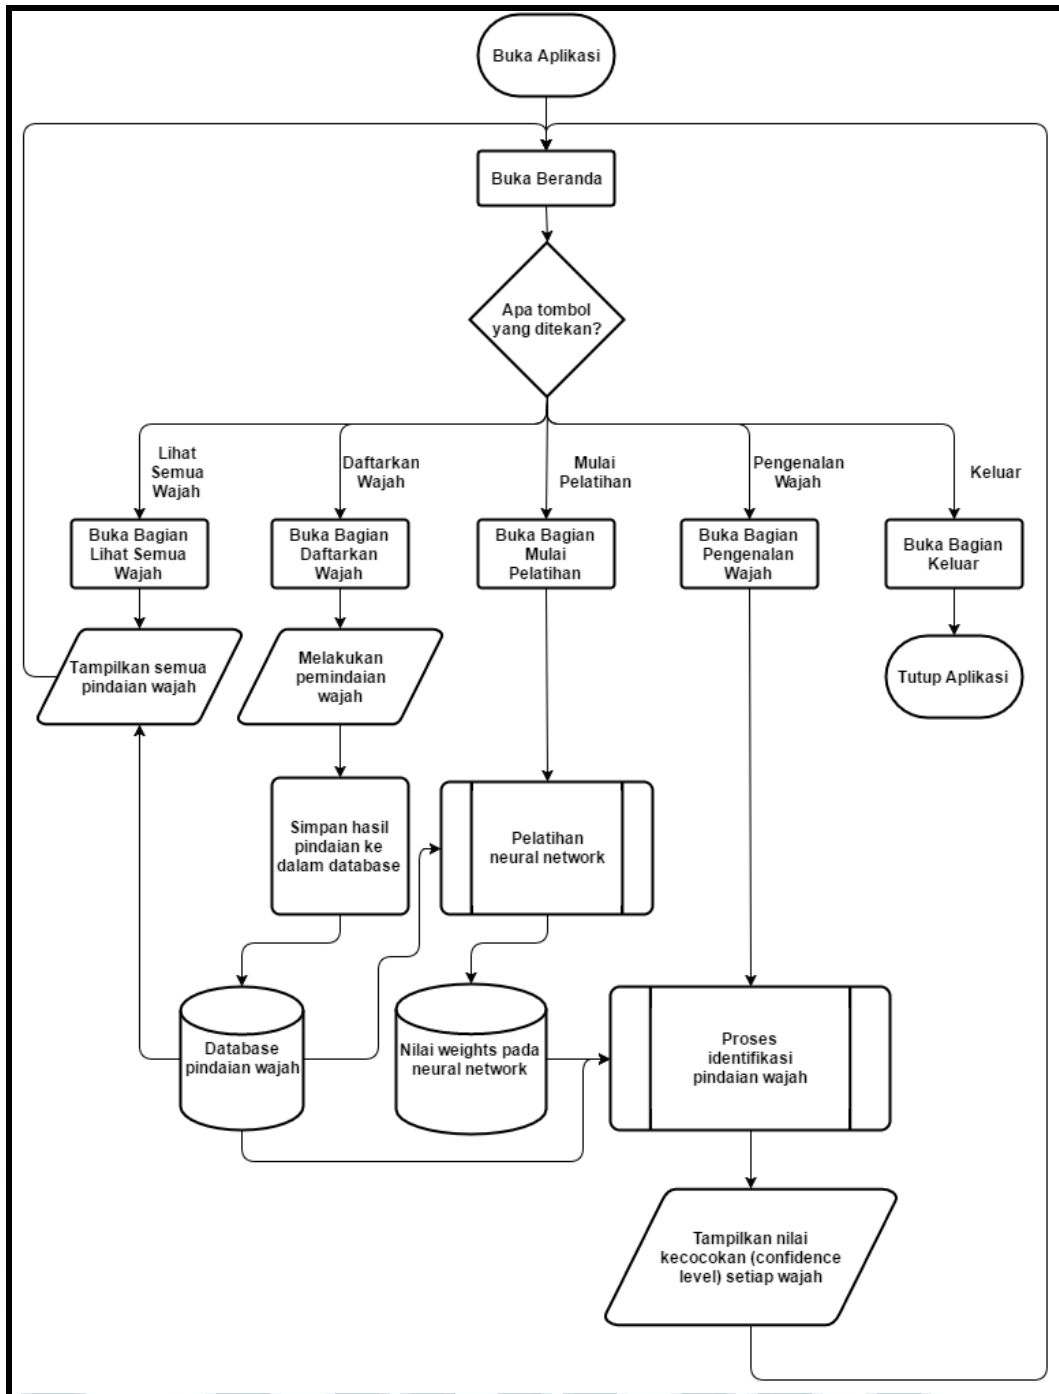 Buka Aplikasi
Buka Beranda
Apa tombol
yang ditekan?
Lihat
Semua
Wajah
Daftarkan
Wajah
Mulai
Pelatihan
Pengenalan
Wajah
Keluar
Buka Bagian
Lihat Semua
Wajah
Buka Bagian
Daftarkan
Wajah
Buka Bagian
Mulai
Pelatihan
Buka Bagian
Pengenalan
Wajah
Buka Bagian
Keluar
Tampilkan semua
pindaian wajah
Melakukan
pemindaian
wajah
Tutup Aplikasi
Simpan hasil
pindaian ke
dalam database
Pelatihan
neural network
Database
pindaian wajah
Nilai weights pada
neural network
Proses
identifikasi
pindaian wajah
Tampilkan nilai
kecocokan (confidence
level) setiap wajah